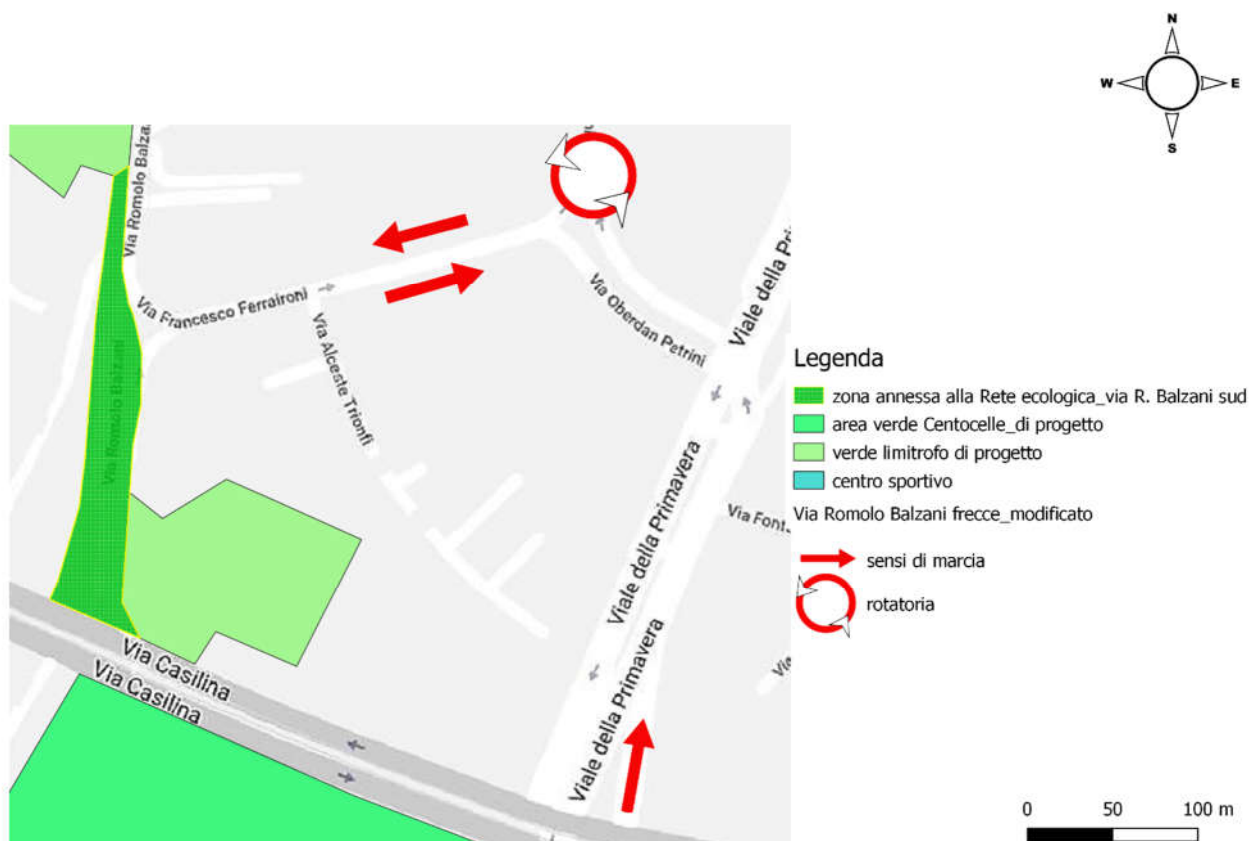 N
W
E
S
Via Romolo Balzani
Via Francesco Ferraironi
Via Alceste Trionfi
Via Oberdan Petrini
Viale della Prima
Via Romolo Balzani
Viale della Primavera
Via Font
Viale della Primavera
Via
Via Casilina
Via Casilina
Legenda
zona annessa alla Rete ecologica_via R. Balzani sud
area verde Centocelle_di progetto
verde limitrofo di progetto
centro sportivo
Via Romolo Balzani frecce_modificato
sensi di marcia
rotatoria
0 50 100 m